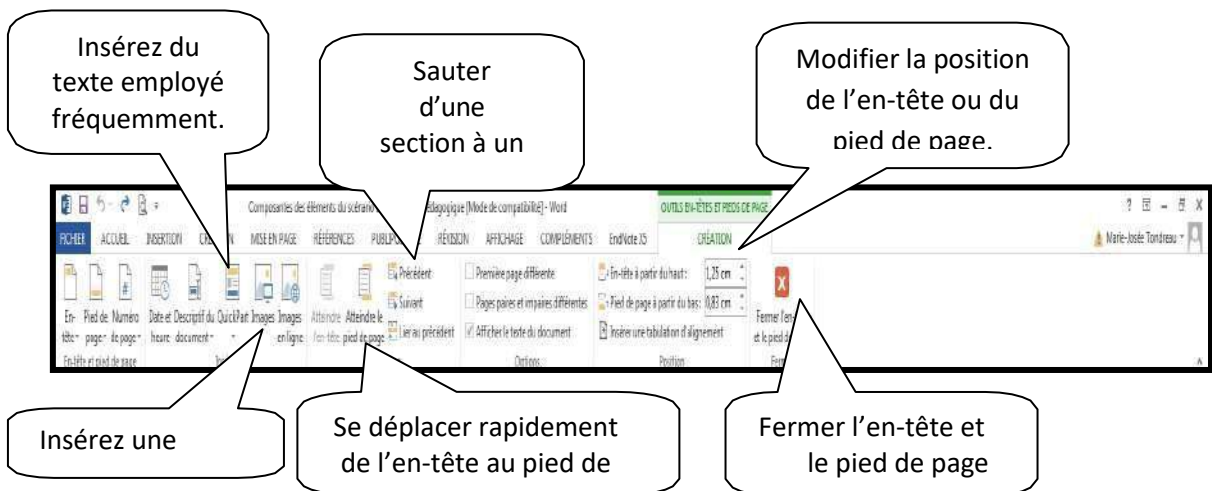 Insérez du
texte employé
fréquemment.
Sauter
d’une
section à un
Modifier la position
de l’en-tête ou du
pied de page.
Composantes des éléments du scénario
édagogique [Mode de compatibilité] - Word
OUTILS EN-TÊTES ET PIEDS DE PAGE
FICHIER ACCUEIL INSERTION MISE EN PAGE RÉFÉRENCES RÉVISION AFFICHAGE COMPLÉMENTS EndNote X5 CRÉATION
Marie-Josée Tondreau
En-
tête
Pied de
page
Numéro
de page
Date et
heure
Descriptif du
document
QuickPart
Images
Images
en ligne
Atteindre
l'en-tête
Atteindre le
pied de page
Précédent
Suivant
Lier au précédent
Première page différente
Pages paires et impaires différentes
Afficher le texte du document
En-tête à partir du haut : 1,25 cm
Pied de page à partir du bas : 0,83 cm
Insérer une tabulation d'alignement
Fermer l'en-
et le pied d
En-tête et pied de page
Options
Position
Insérez une
Se déplacer rapidement
de l’en-tête au pied de
Fermer l’en-tête et
le pied de page